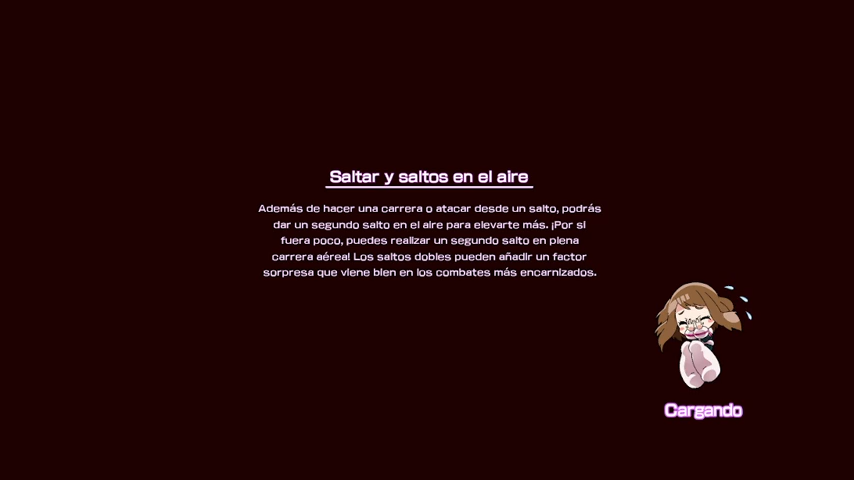 Saltar y saltos en el aire
Además de hacer una carrera o atacar desde un salto, podrás
dar un segundo salto en el aire para elevarte más. ¡Por si
fuera poco, puedes realizar un segundo salto en plena
carrera aérea! Los saltos dobles pueden añadir un factor
sorpresa que viene bien en los combates más encarnizados.
Cargando